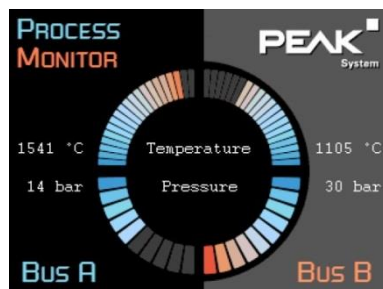 PROCESS
MONITOR
PEAK
System
1541 °C
Temperature
1105 °C
14 bar
Pressure
30 bar
Bus A
Bus B